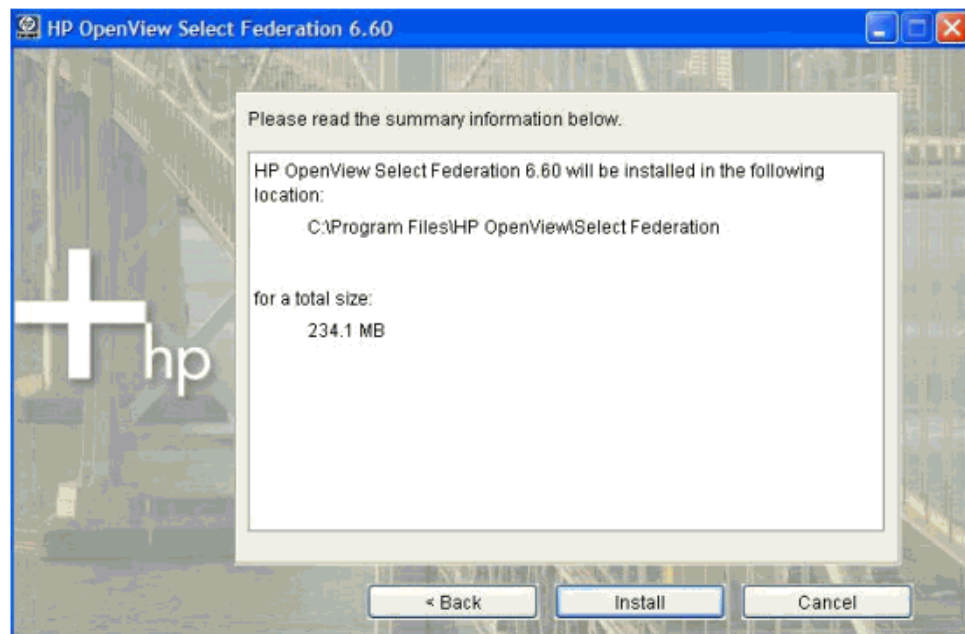 HP OpenView Select Federation 6.60
Please read the summary information below.
HP OpenView Select Federation 6.60 will be installed in the following
location:
C:\Program Files\HP OpenView\Select Federation
for a total size:
234.1 MB
hp
< Back
Install
Cancel